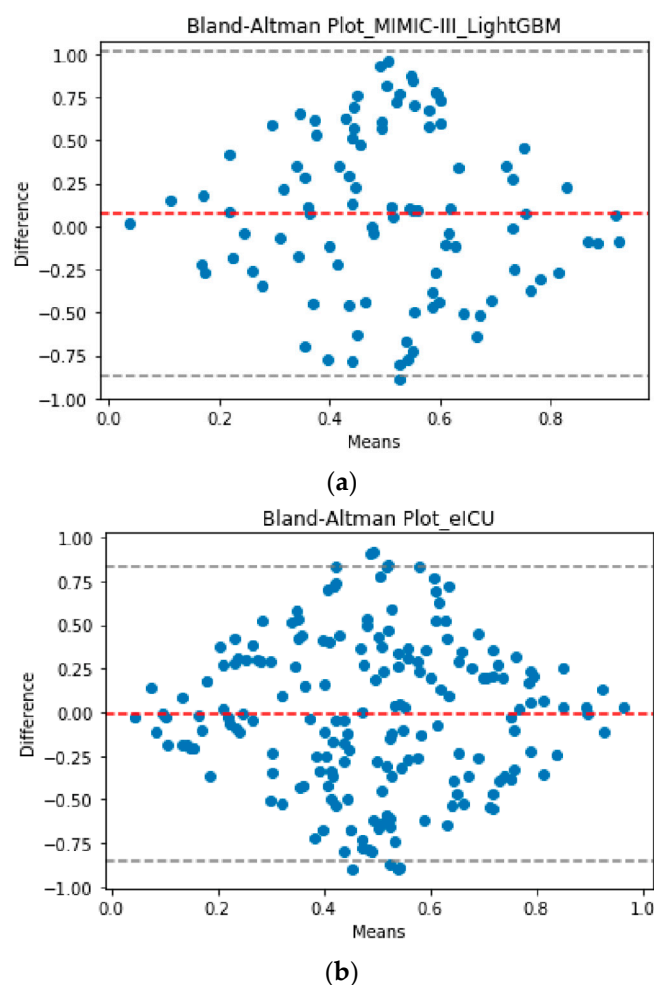 Bland-Altman Plot_MIMIC-III_LightGBM
1.00
0.75
0.50
0.25
0.00
−0.25
−0.50
−0.75
−1.00
Difference
0.0 0.2 0.4 0.6 0.8
Means
(a)
Bland-Altman Plot_eICU
1.00
0.75
0.50
0.25
0.00
−0.25
−0.50
−0.75
−1.00
Difference
0.0 0.2 0.4 0.6 0.8 1.0
Means
(b)